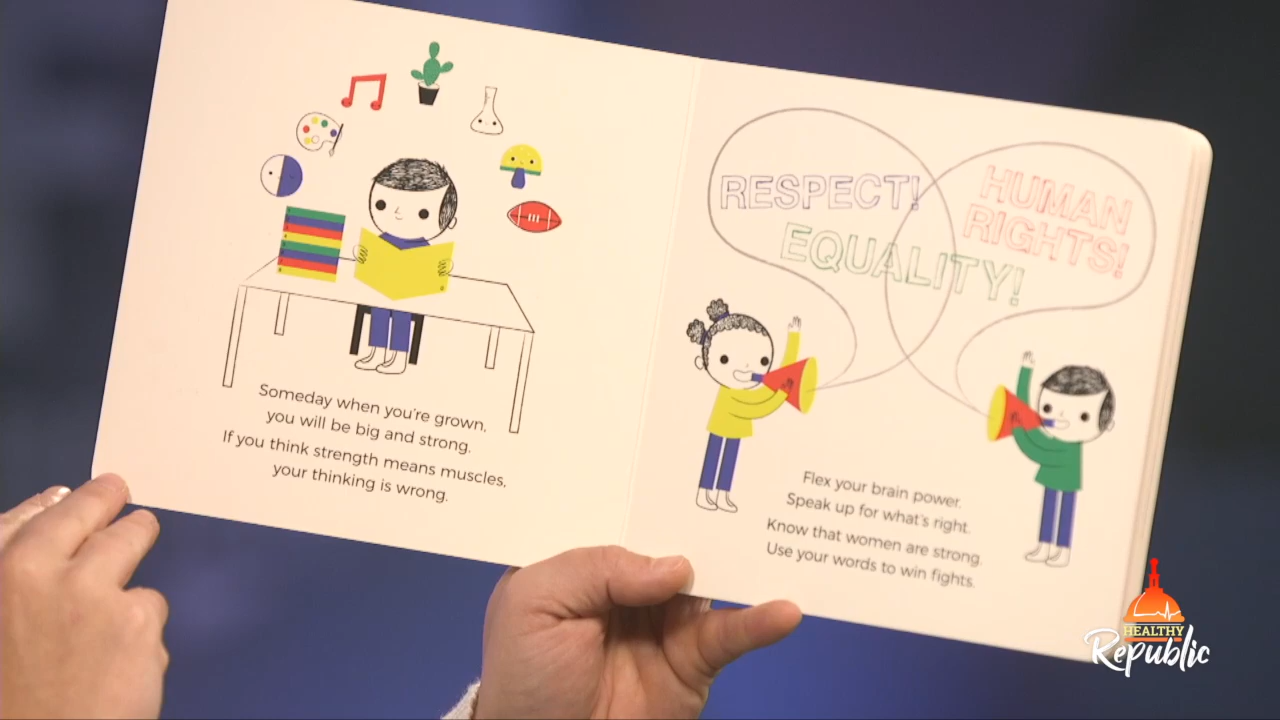 Someday when you're grown,
you will be big and strong.
If you think strength means muscles,
your thinking is wrong.
RESPECT!
EQUALITY!
HUMAN
RIGHTS!
Flex your brain power.
Speak up for what's right.
Know that women are strong.
Use your words to win fights.
HEALTHY
Republic